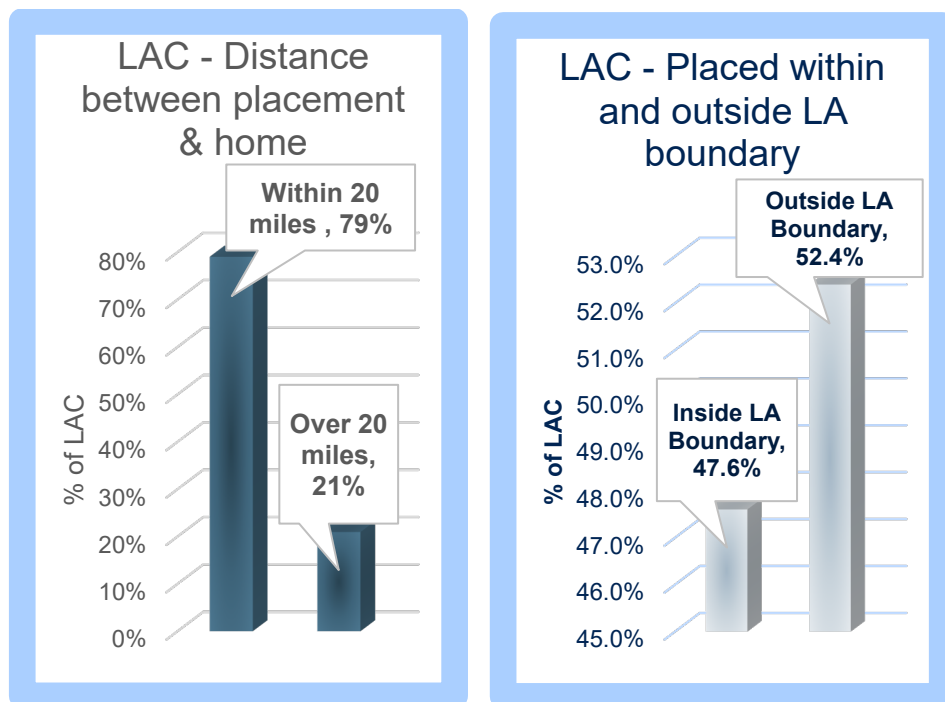 LAC - Distance
between placement
& home
Within 20
miles , 79%
80%
70%
60%
50%
40%
30%
20%
10%
0%
% of LAC
Over 20
miles,
21%
LAC - Placed within
and outside LA
boundary
Outside LA
Boundary,
52.4%
53.0%
52.0%
51.0%
50.0%
49.0%
48.0%
47.0%
46.0%
45.0%
% of LAC
Inside LA
Boundary,
47.6%